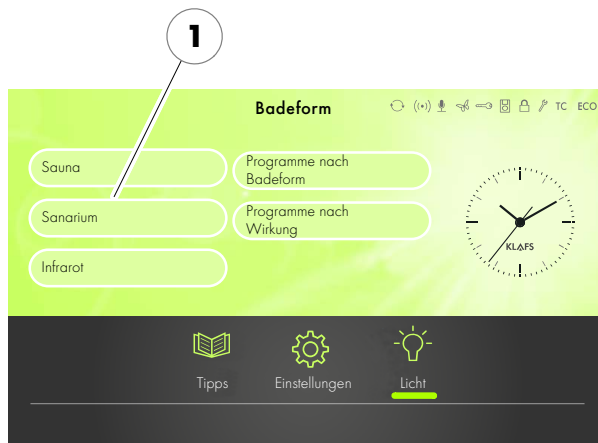 1
Badeform
TC ECO
Sauna
Programme nach
Badeform
Sanarium
Programme nach
Wirkung
Infrarot
KLAFS
Tipps
Einstellungen
Licht